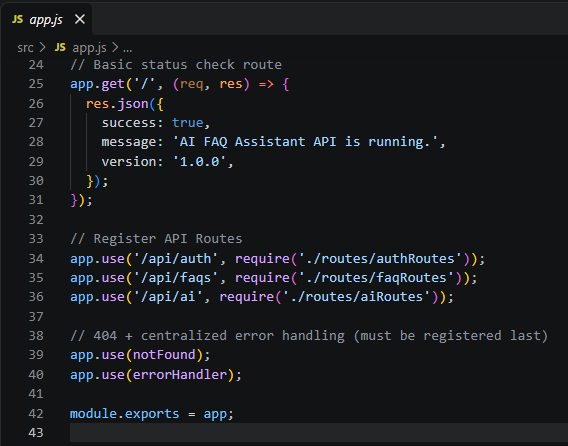 JS app.js ×
src > JS app.js > ...
24 // Basic status check route
25 app.get('/', (req, res) => {
26   res.json({
27     success: true,
28     message: 'AI FAQ Assistant API is running.',
29     version: '1.0.0',
30   });
31 });
32
33 // Register API Routes
34 app.use('/api/auth', require('./routes/authRoutes'));
35 app.use('/api/faqs', require('./routes/faqRoutes'));
36 app.use('/api/ai', require('./routes/aiRoutes'));
37
38 // 404 + centralized error handling (must be registered last)
39 app.use(notFound);
40 app.use(errorHandler);
41
42 module.exports = app;
43